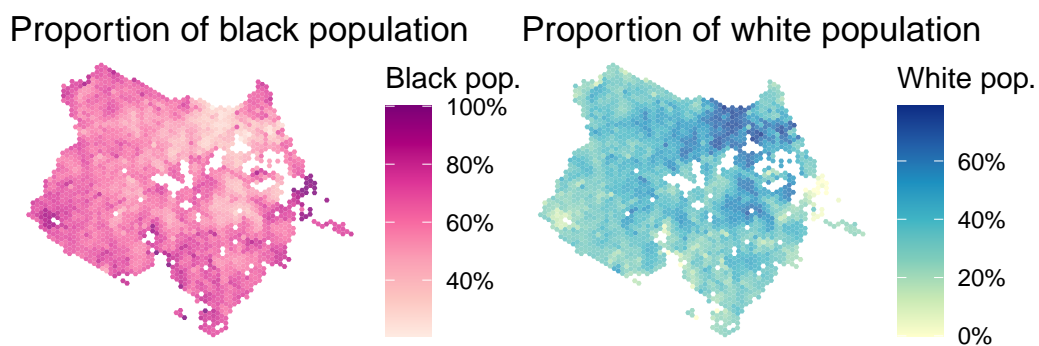 Proportion of black population
Black pop.
100%
80%
60%
40%
Proportion of white population
White pop.
60%
40%
20%
0%